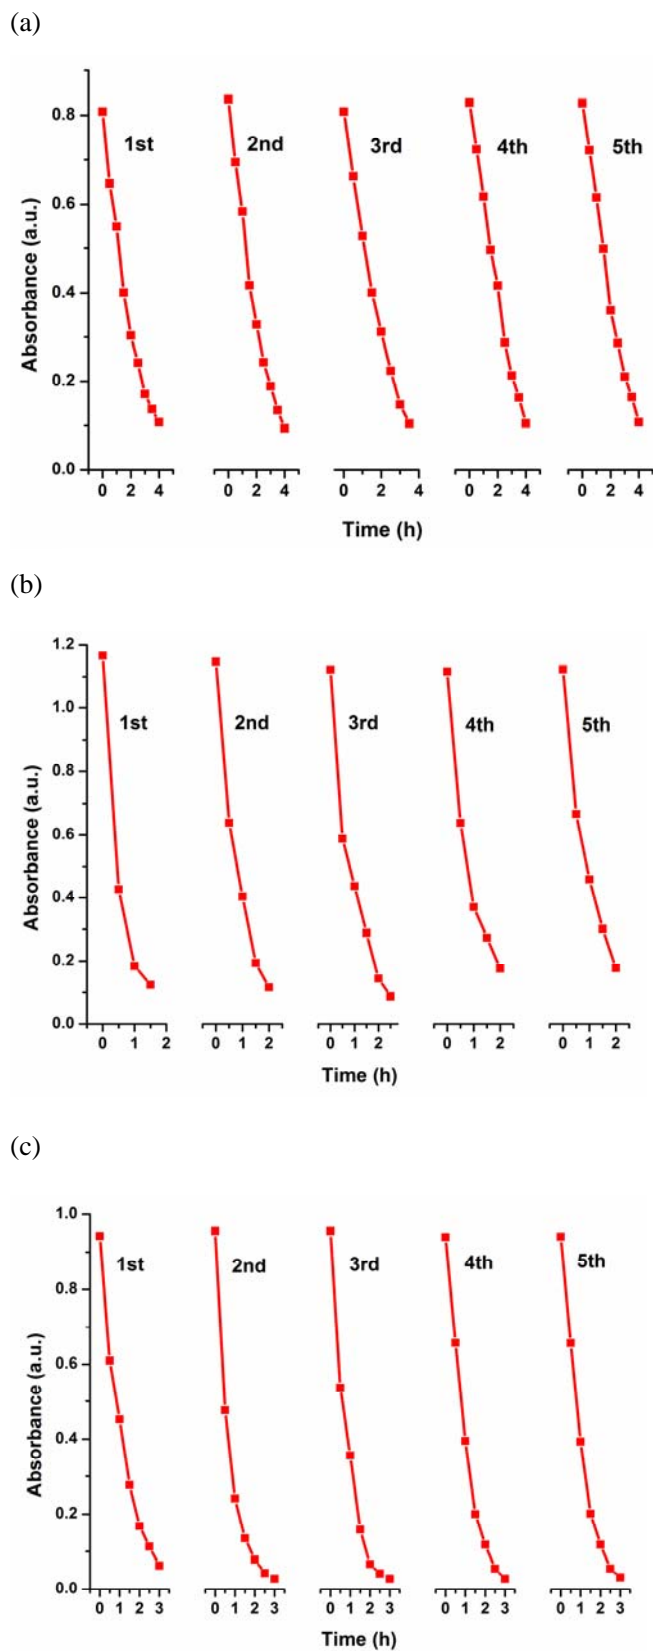 (a)
0.8
0.6
0.4
0.2
0.0
Absorbance (a.u.)
1st 2nd 3rd 4th 5th
0 2 4 0 2 4 0 2 4 0 2 4 0 2 4
Time (h)
(b)
1.2
1.0
0.8
0.6
0.4
0.2
0.0
Absorbance (a.u.)
1st 2nd 3rd 4th 5th
0 1 2 0 1 2 0 1 2 0 1 2 0 1 2
Time (h)
(c)
1.0
0.8
0.6
0.4
0.2
0.0
Absorbance (a.u.)
1st 2nd 3rd 4th 5th
0 1 2 3 0 1 2 3 0 1 2 3 0 1 2 3 0 1 2 3
Time (h)